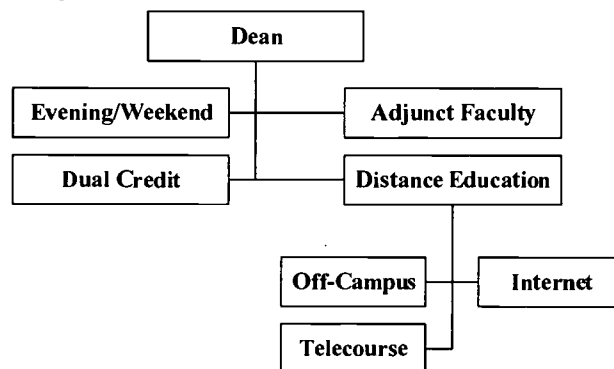 Dean
Evening/Weekend
Adjunct Faculty
Dual Credit
Distance Education
Off-Campus
Internet
Telecourse